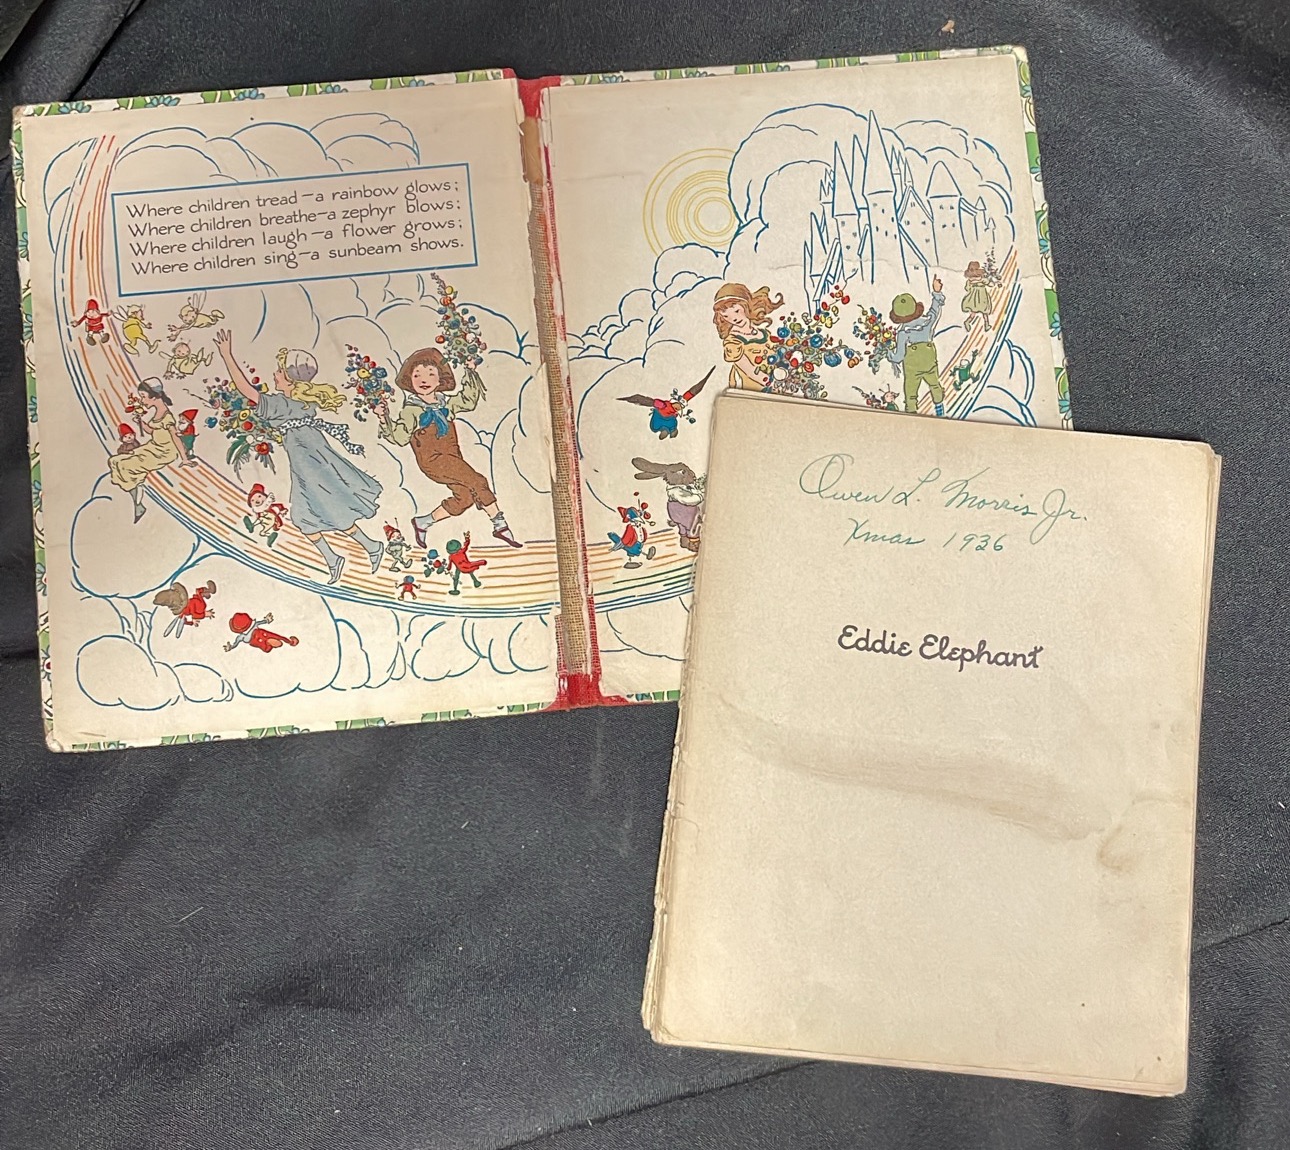 Where children tread – a rainbow glows;
Where children breathe – a zephyr blows;
Where children laugh – a flower grows;
Where children sing – a sunbeam shows.
Owen L. Morris Jr.
Xmas 1936
Eddie Elephant